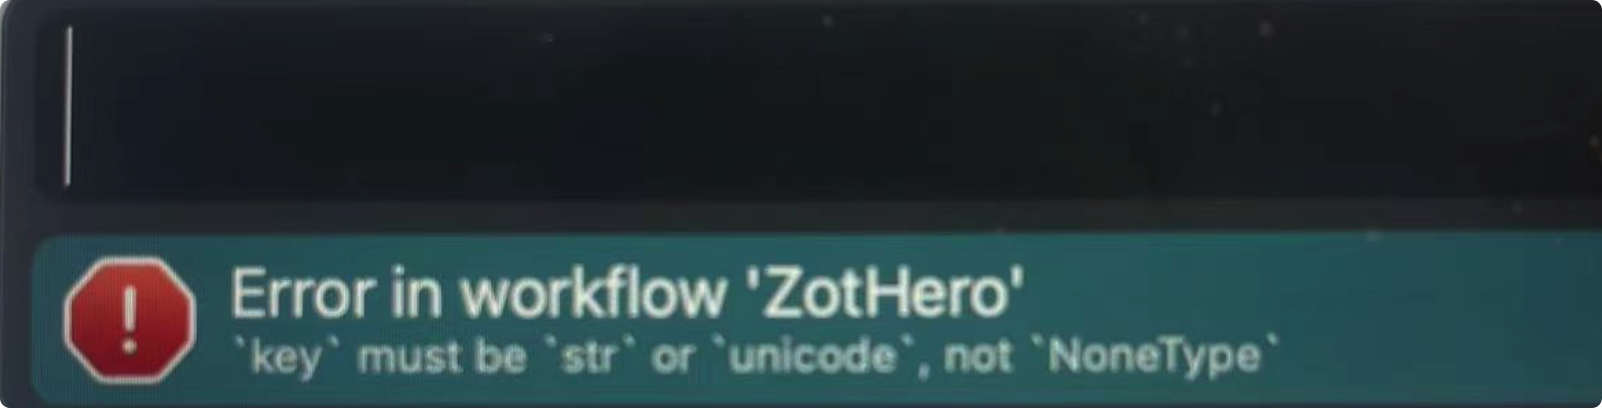 Error in workflow 'ZotHero'
`key` must be `str` or `unicode`, not `NoneType`